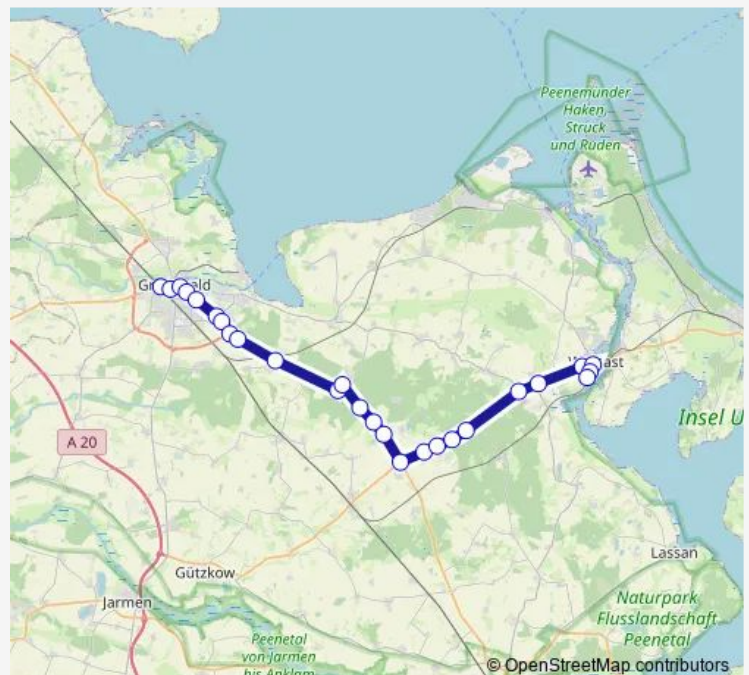 Peenemünder
Haken,
Struck
und Ruden
Insel U
A 20
Lassan
Gützkow
Naturpark
Flusslandschaft
Peenetal
Jarmen
Peenetal
von Jarmen
bis Anklam
© OpenStreetMap contributors